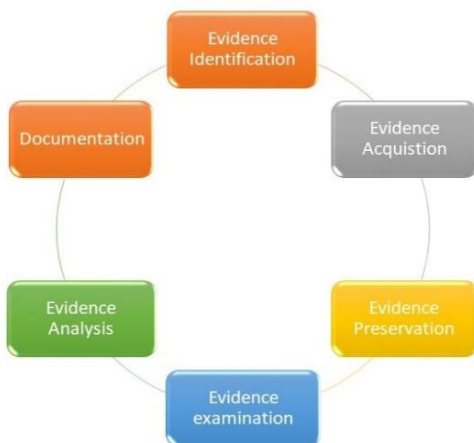 Evidence
Identification
Evidence
Acquistion
Evidence
Preservation
Evidence
examination
Evidence
Analysis
Documentation